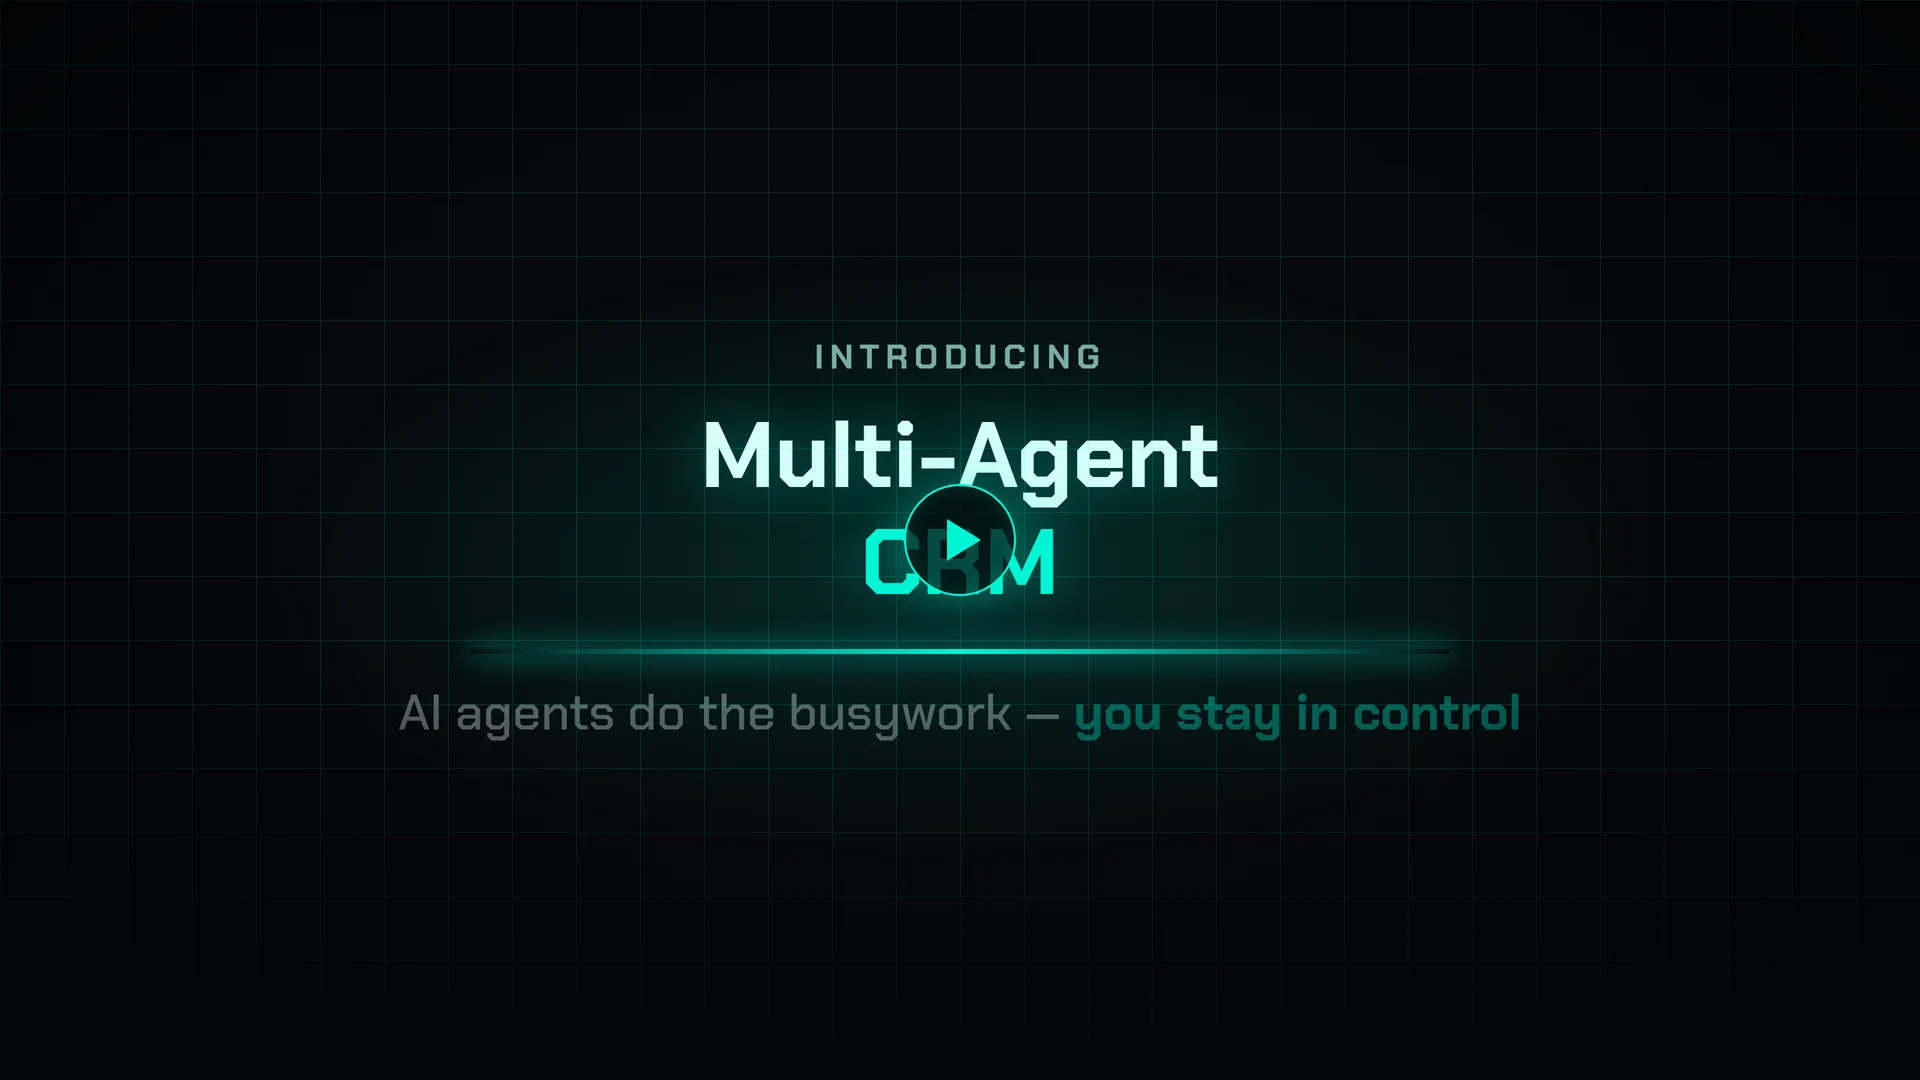 INTRODUCING
Multi-Agent
CRM
AI agents do the busywork — you stay in control